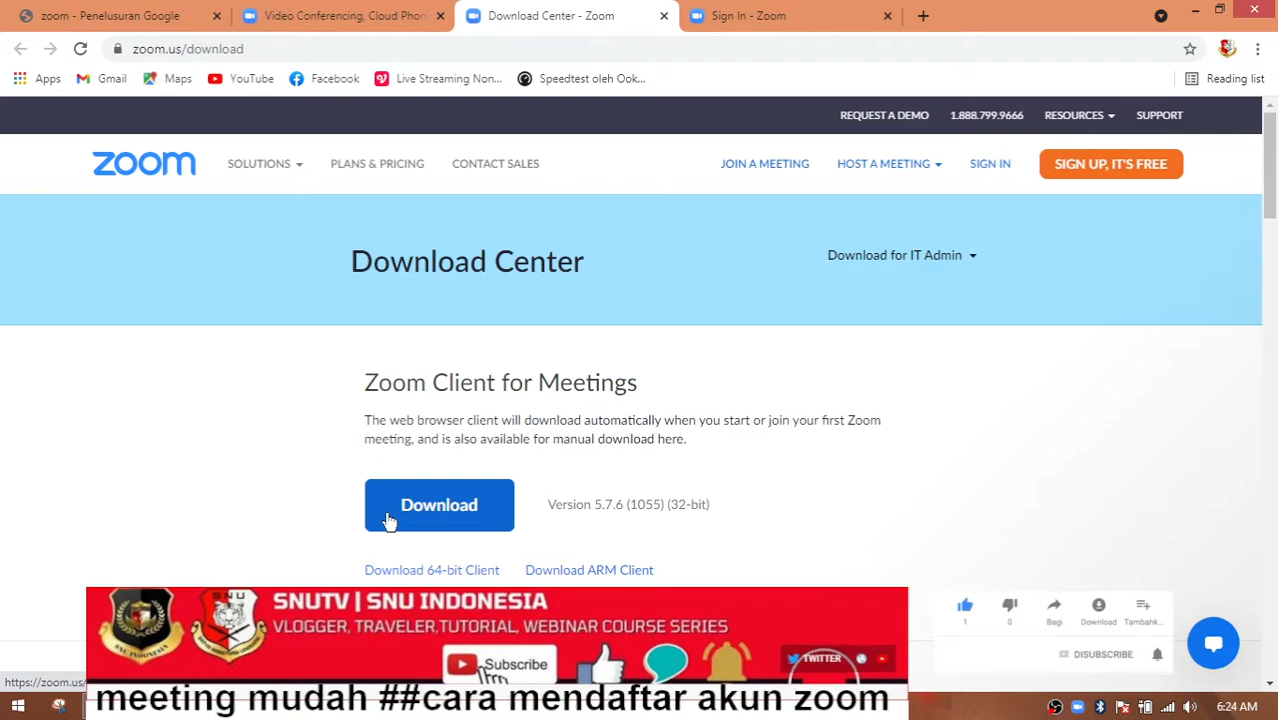 zoom - Penelusuran Google
Video Conferencing, Cloud Phon
Download Center - Zoom
Sign In - Zoom
zoom.us/download
Apps
Gmail
Maps
YouTube
Facebook
Live Streaming Non...
Speedtest oleh Ook...
Reading list
REQUEST A DEMO
1.888.799.9666
RESOURCES
SUPPORT
zoom
SOLUTIONS
PLANS & PRICING
CONTACT SALES
JOIN A MEETING
HOST A MEETING
SIGN IN
SIGN UP, IT'S FREE
Download Center
Download for IT Admin
Zoom Client for Meetings
The web browser client will download automatically when you start or join your first Zoom
meeting, and is also available for manual download here.
Download
Version 5.7.6 (1055) (32-bit)
Download 64-bit Client
Download ARM Client
SNUTV | SNU INDONESIA
VLOGGER, TRAVELER,TUTORIAL, WEBINAR COURSE SERIES
SNU
Subscribe
TWITTER
1
0
Bagi
Download
Tambahk...
DISUBSCRIBE
https://zoom.us/
meeting mudah ##cara mendaftar akun zoom
6:24 AM